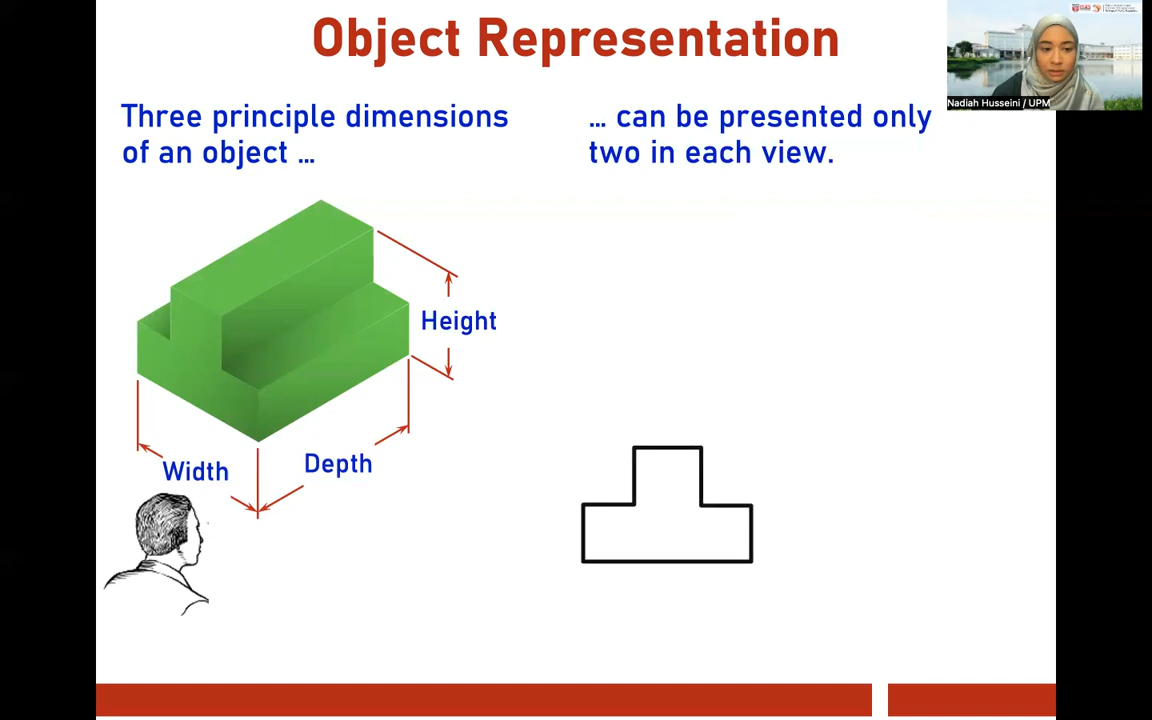 Object Representation
Three principle dimensions
of an object ...
... can be presented only
two in each view.
Height
Width
Depth
Nadiah Husseini / UPM